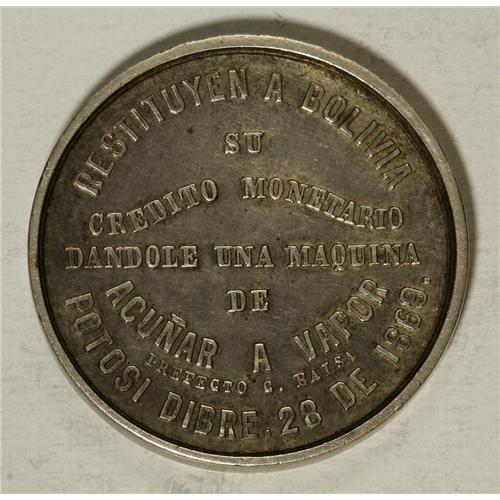 RESTITUYEN A BOLIVIA
SU
CREDITO MONETARIO
DANDOLE UNA MAQUINA
DE
ACUÑAR A VAPOR
PREFECTO C. BALSA
POTOSI DIBRE. 28 DE 1869.